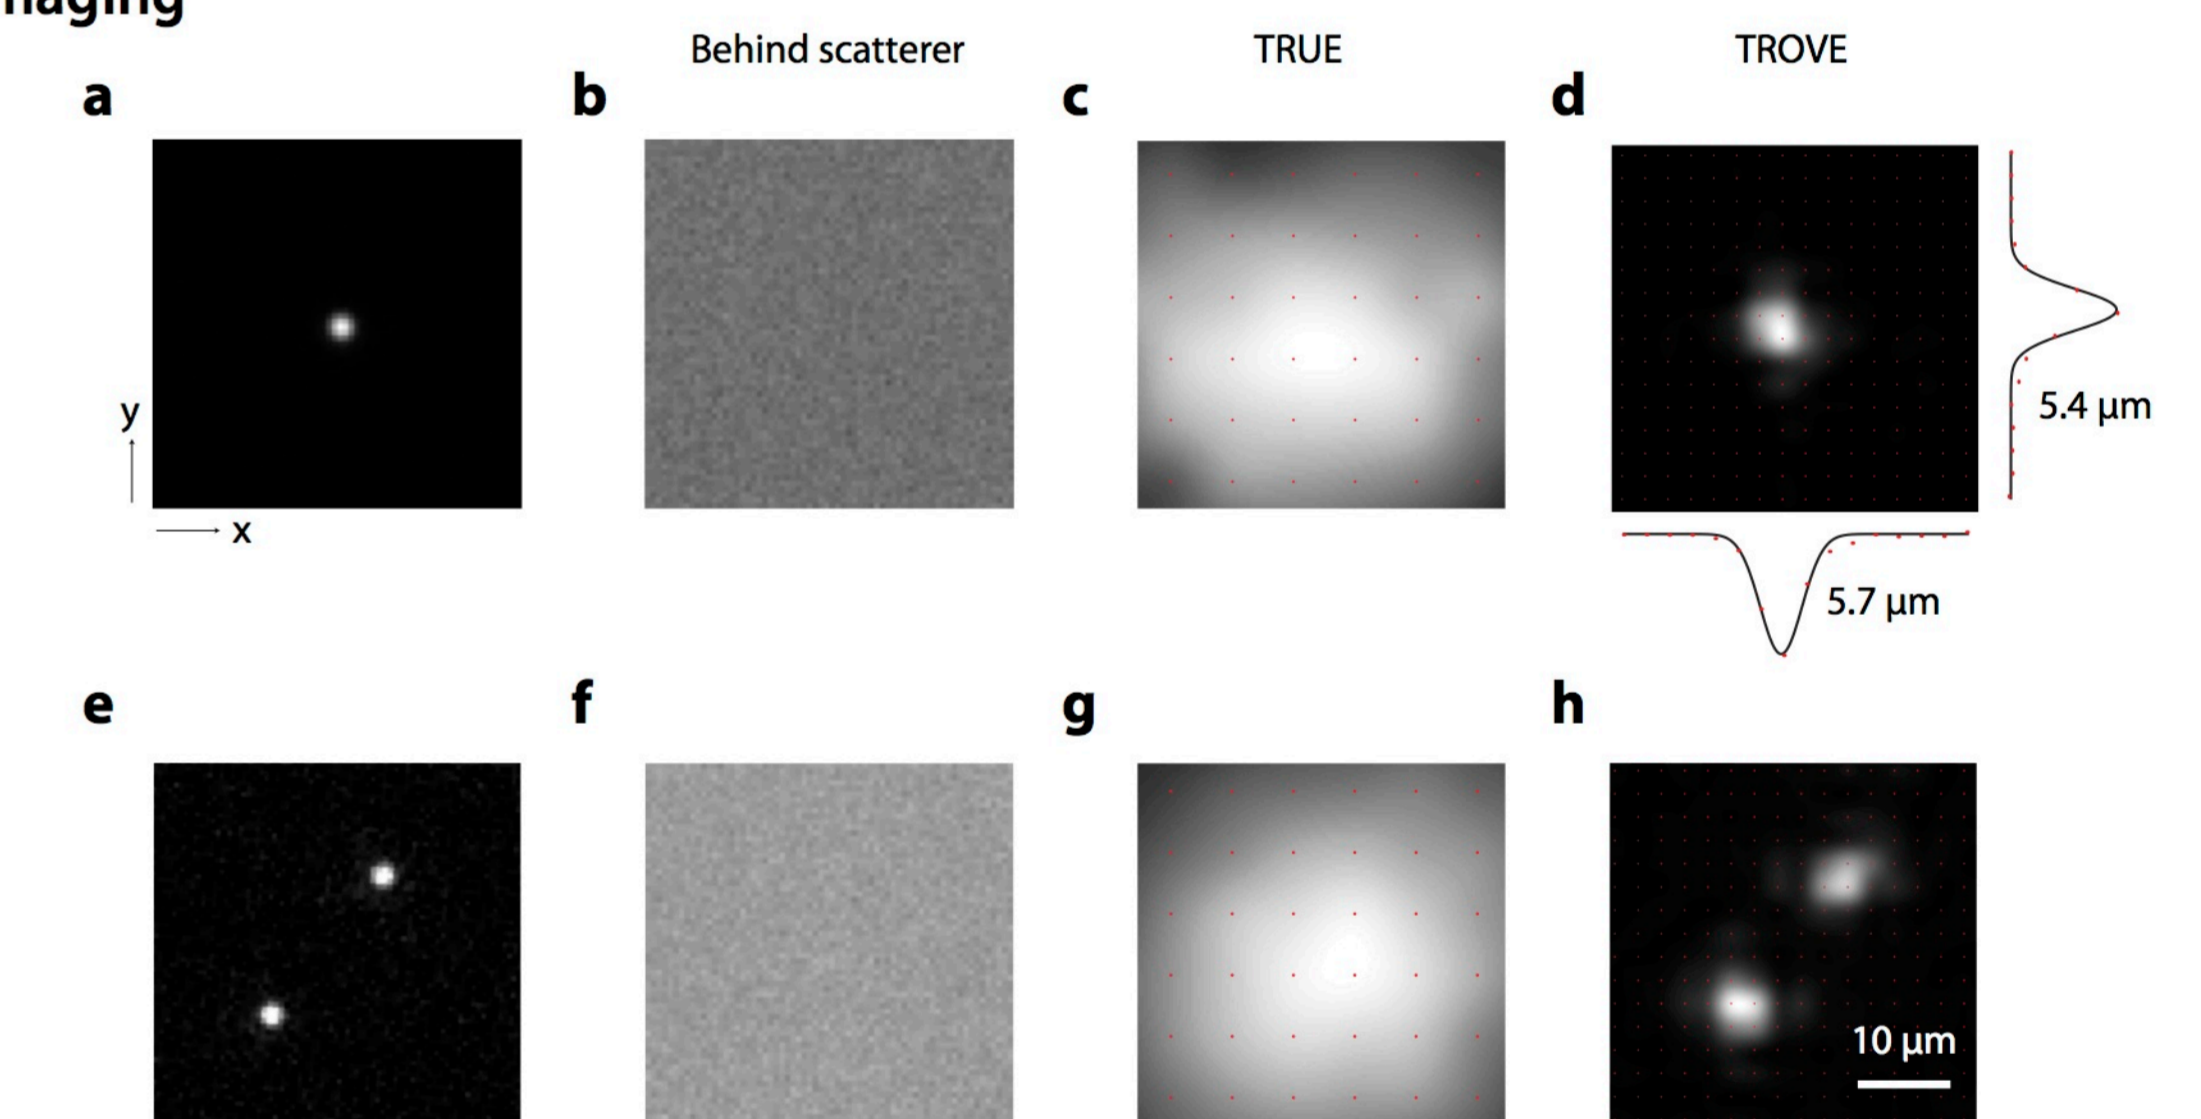 Behind scatterer
TRUE
TROVE
a
b
c
d
y
x
5.4 µm
5.7 µm
e
f
g
h
10 µm